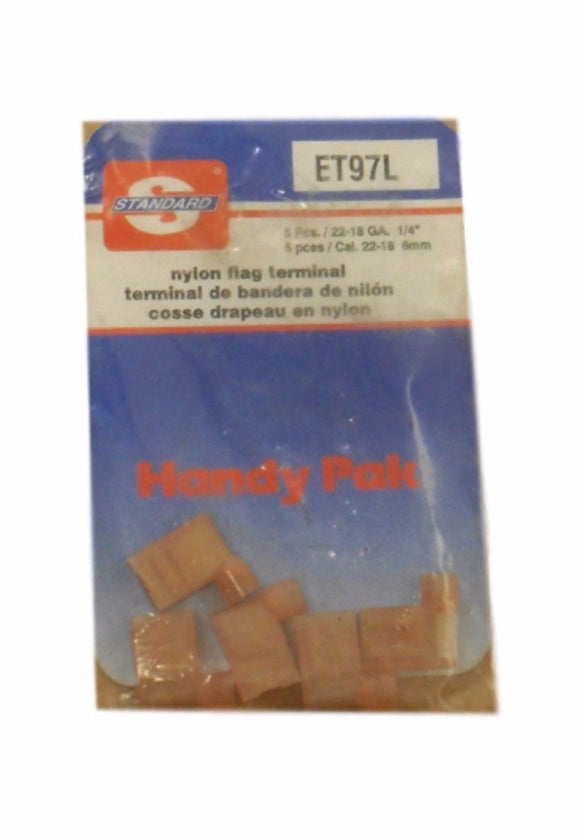 ET97L
S
STANDARD
5 Pcs. / 22-18 GA. 1/4"
5 pces / Cal. 22-18 6mm
nylon flag terminal
terminal de bandera de nilón
cosse drapeau en nylon
Handy Pak